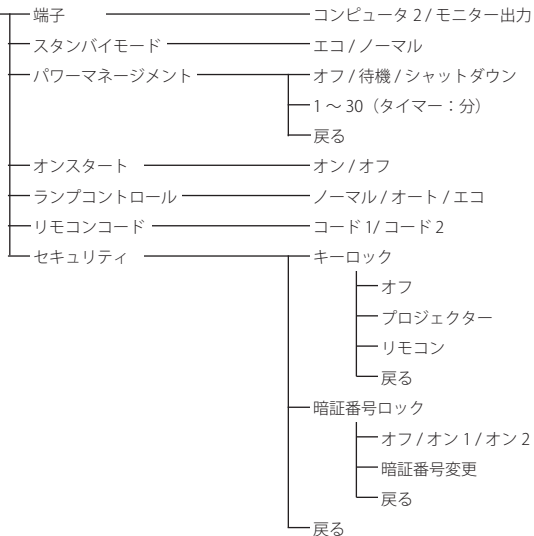 端子 コンピュータ 2 / モニター出力
スタンバイモード エコ / ノーマル
パワーマネージメント オフ / 待機 / シャットダウン
1 ～ 30（タイマー：分）
戻る
オンスタート オン / オフ
ランプコントロール ノーマル / オート / エコ
リモコンコード コード 1/ コード 2
セキュリティ キーロック
オフ
プロジェクター
リモコン
戻る
暗証番号ロック
オフ / オン 1 / オン 2
暗証番号変更
戻る
戻る